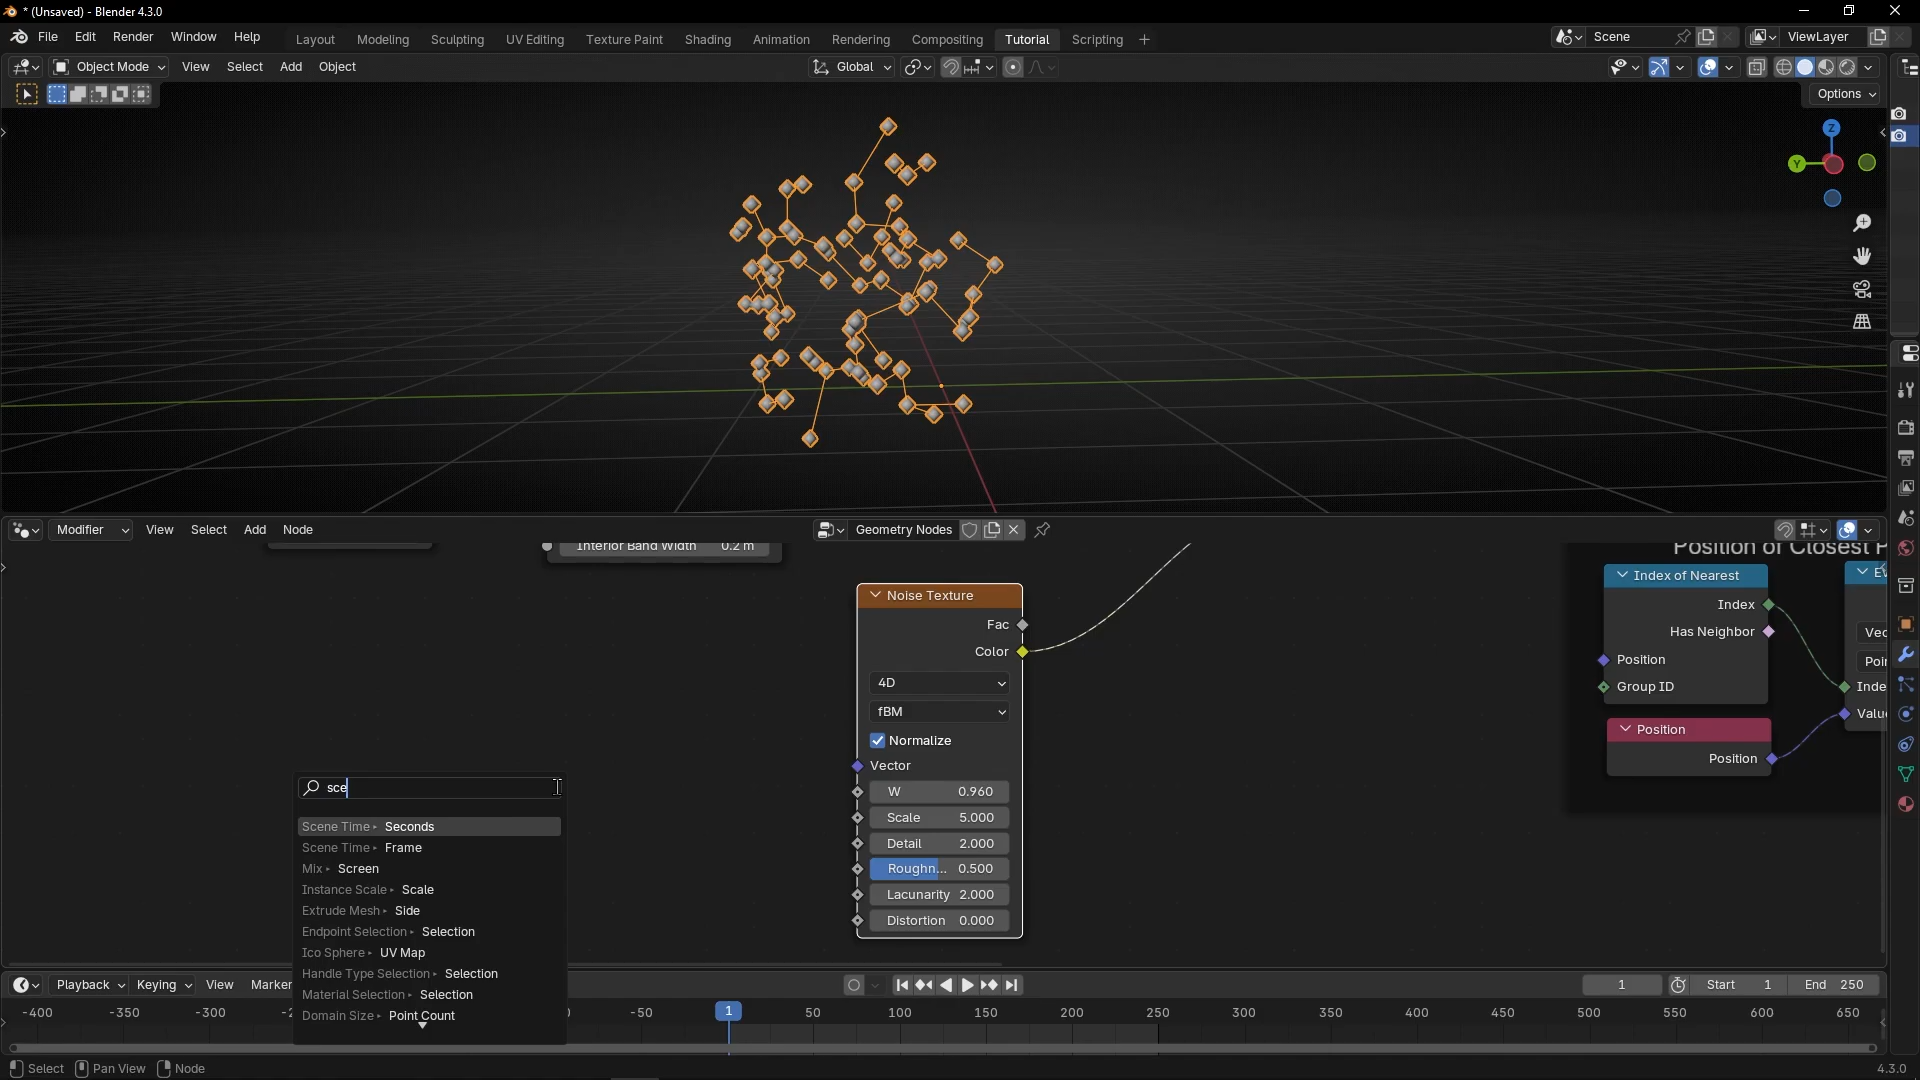 * (Unsaved) - Blender 4.3.0
File Edit Render Window Help
Layout Modeling Sculpting UV Editing Texture Paint Shading Animation Rendering Compositing Tutorial Scripting +
Scene
ViewLayer
Object Mode View Select Add Object
Global
Options
Z
Y
Modifier View Select Add Node
Geometry Nodes
Interior Band Width 0.2 m
Position of Closest P
Noise Texture
Fac
Color
4D
fBM
Normalize
Vector
W 0.960
Scale 5.000
Detail 2.000
Roughn... 0.500
Lacunarity 2.000
Distortion 0.000
Index of Nearest
Index
Has Neighbor
Position
Group ID
Position
Position
Ev
Vec
Poi
Inde
Value
sce
Scene Time▸ Seconds
Scene Time▸ Frame
Mix▸ Screen
Instance Scale▸ Scale
Extrude Mesh▸ Side
Endpoint Selection▸ Selection
Ico Sphere▸ UV Map
Handle Type Selection▸ Selection
Material Selection▸ Selection
Domain Size▸ Point Count
Playback Keying View Marker
1
Start 1
End 250
-400 -350 -300 -50 1 50 100 150 200 250 300 350 400 450 500 550 600 650
Select Pan View Node
4.3.0